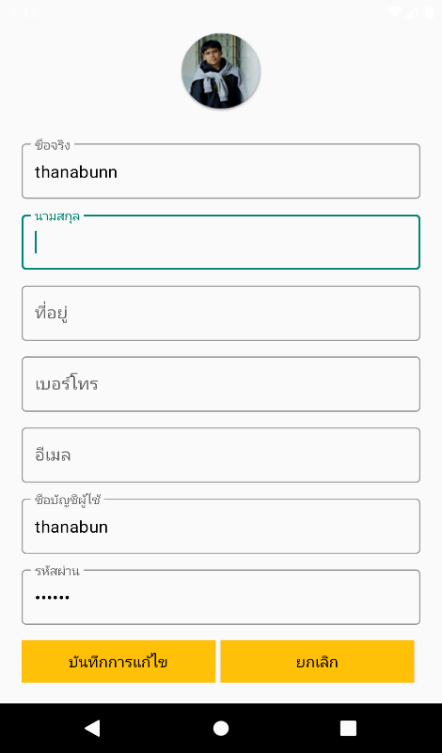 ชื่อจริง
thanabunn
นามสกุล
ที่อยู่
เบอร์โทร
อีเมล
ชื่อบัญชีผู้ใช้
thanabun
รหัสผ่าน
••••••
บันทึกการแก้ไข
ยกเลิก